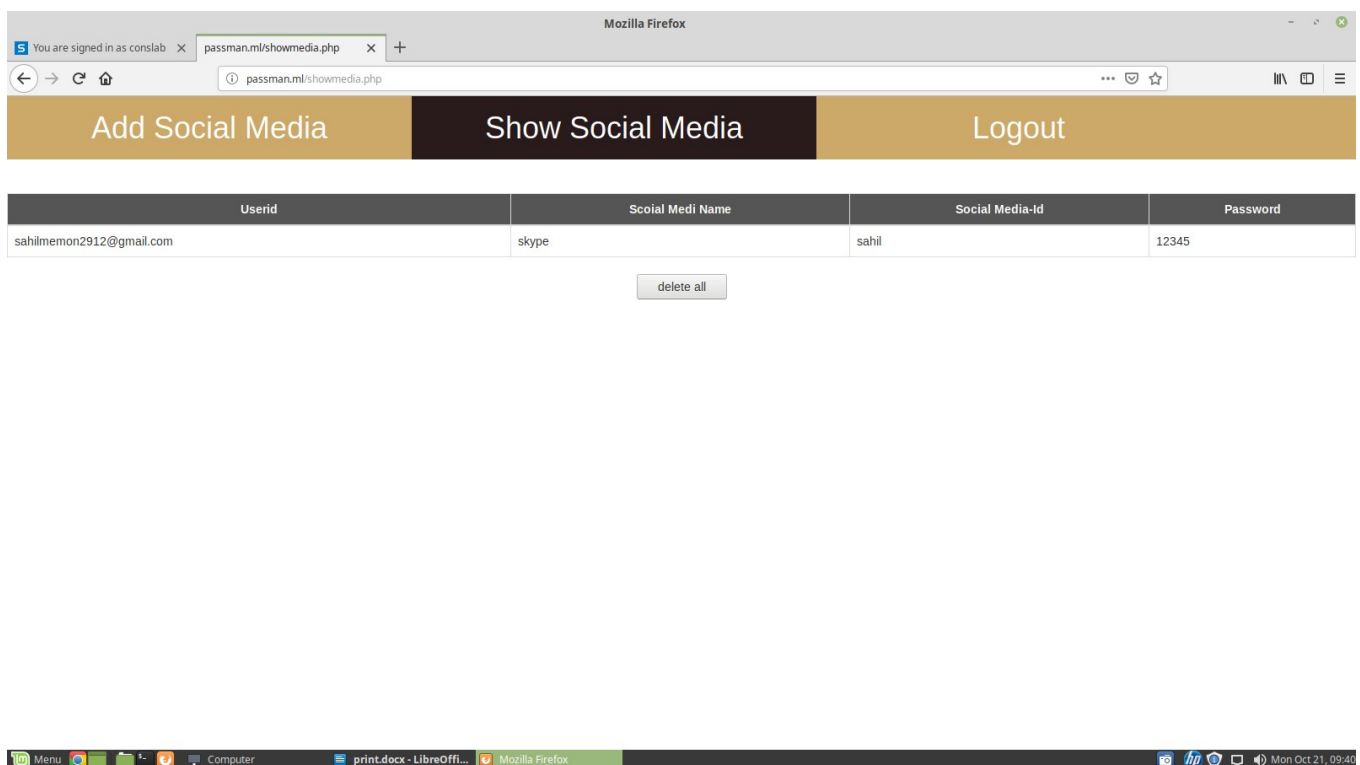 Mozilla Firefox
You are signed in as conslab
passman.ml/showmedia.php
passman.ml/showmedia.php
Add Social Media Show Social Media Logout
Userid Scoial Medi Name Social Media-Id Password
sahilmemon2912@gmail.com skype sahil 12345
delete all
Menu Computer print.docx - LibreOffi... Mozilla Firefox Mon Oct 21, 09:40